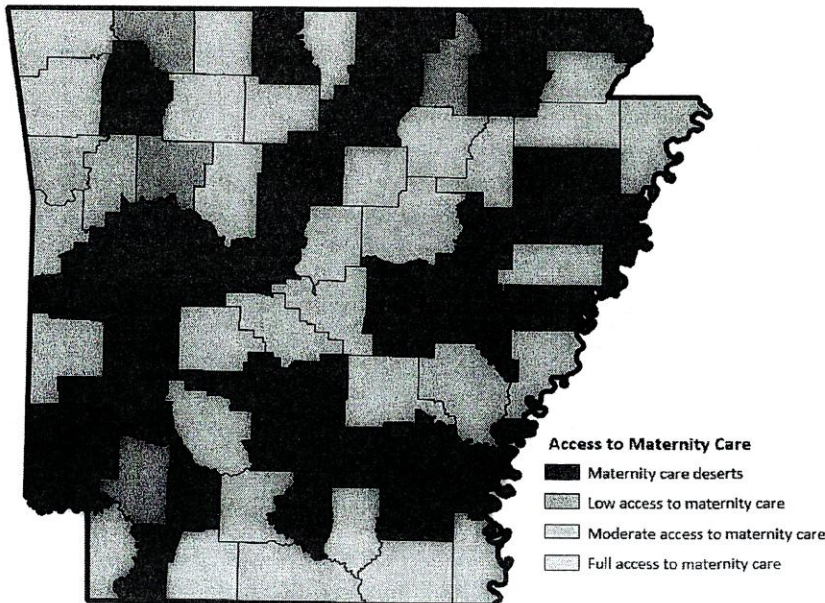 Access to Maternity Care
Maternity care deserts
Low access to maternity care
Moderate access to maternity care
Full access to maternity care